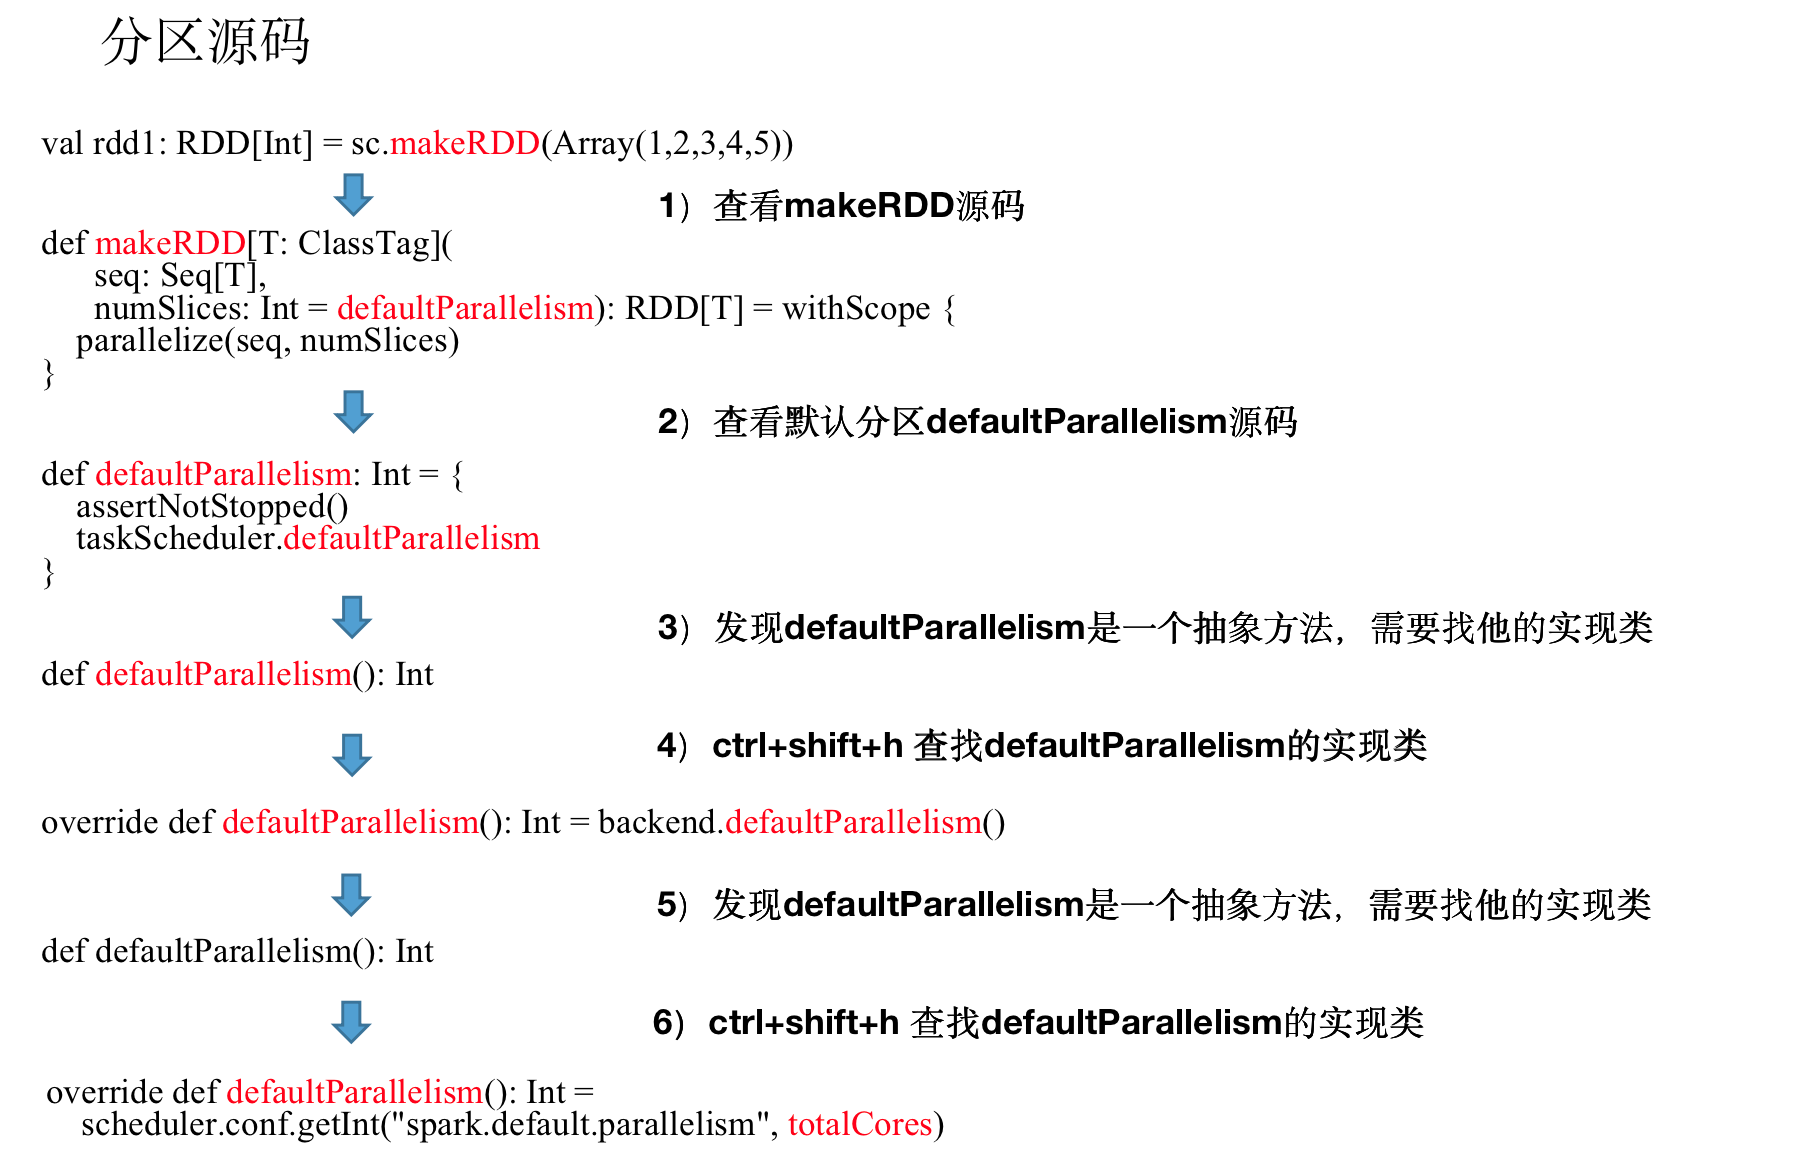 分区源码
val rdd1: RDD[Int] = sc.makeRDD(Array(1,2,3,4,5))
1）查看makeRDD源码
def makeRDD[T: ClassTag](
seq: Seq[T],
numSlices: Int = defaultParallelism): RDD[T] = withScope {
parallelize(seq, numSlices)
}
2）查看默认分区defaultParallelism源码
def defaultParallelism: Int = {
assertNotStopped()
taskScheduler.defaultParallelism
}
3）发现defaultParallelism是一个抽象方法，需要找他的实现类
def defaultParallelism(): Int
4）ctrl+shift+h 查找defaultParallelism的实现类
override def defaultParallelism(): Int = backend.defaultParallelism()
5）发现defaultParallelism是一个抽象方法，需要找他的实现类
def defaultParallelism(): Int
6）ctrl+shift+h 查找defaultParallelism的实现类
override def defaultParallelism(): Int =
scheduler.conf.getInt("spark.default.parallelism", totalCores)